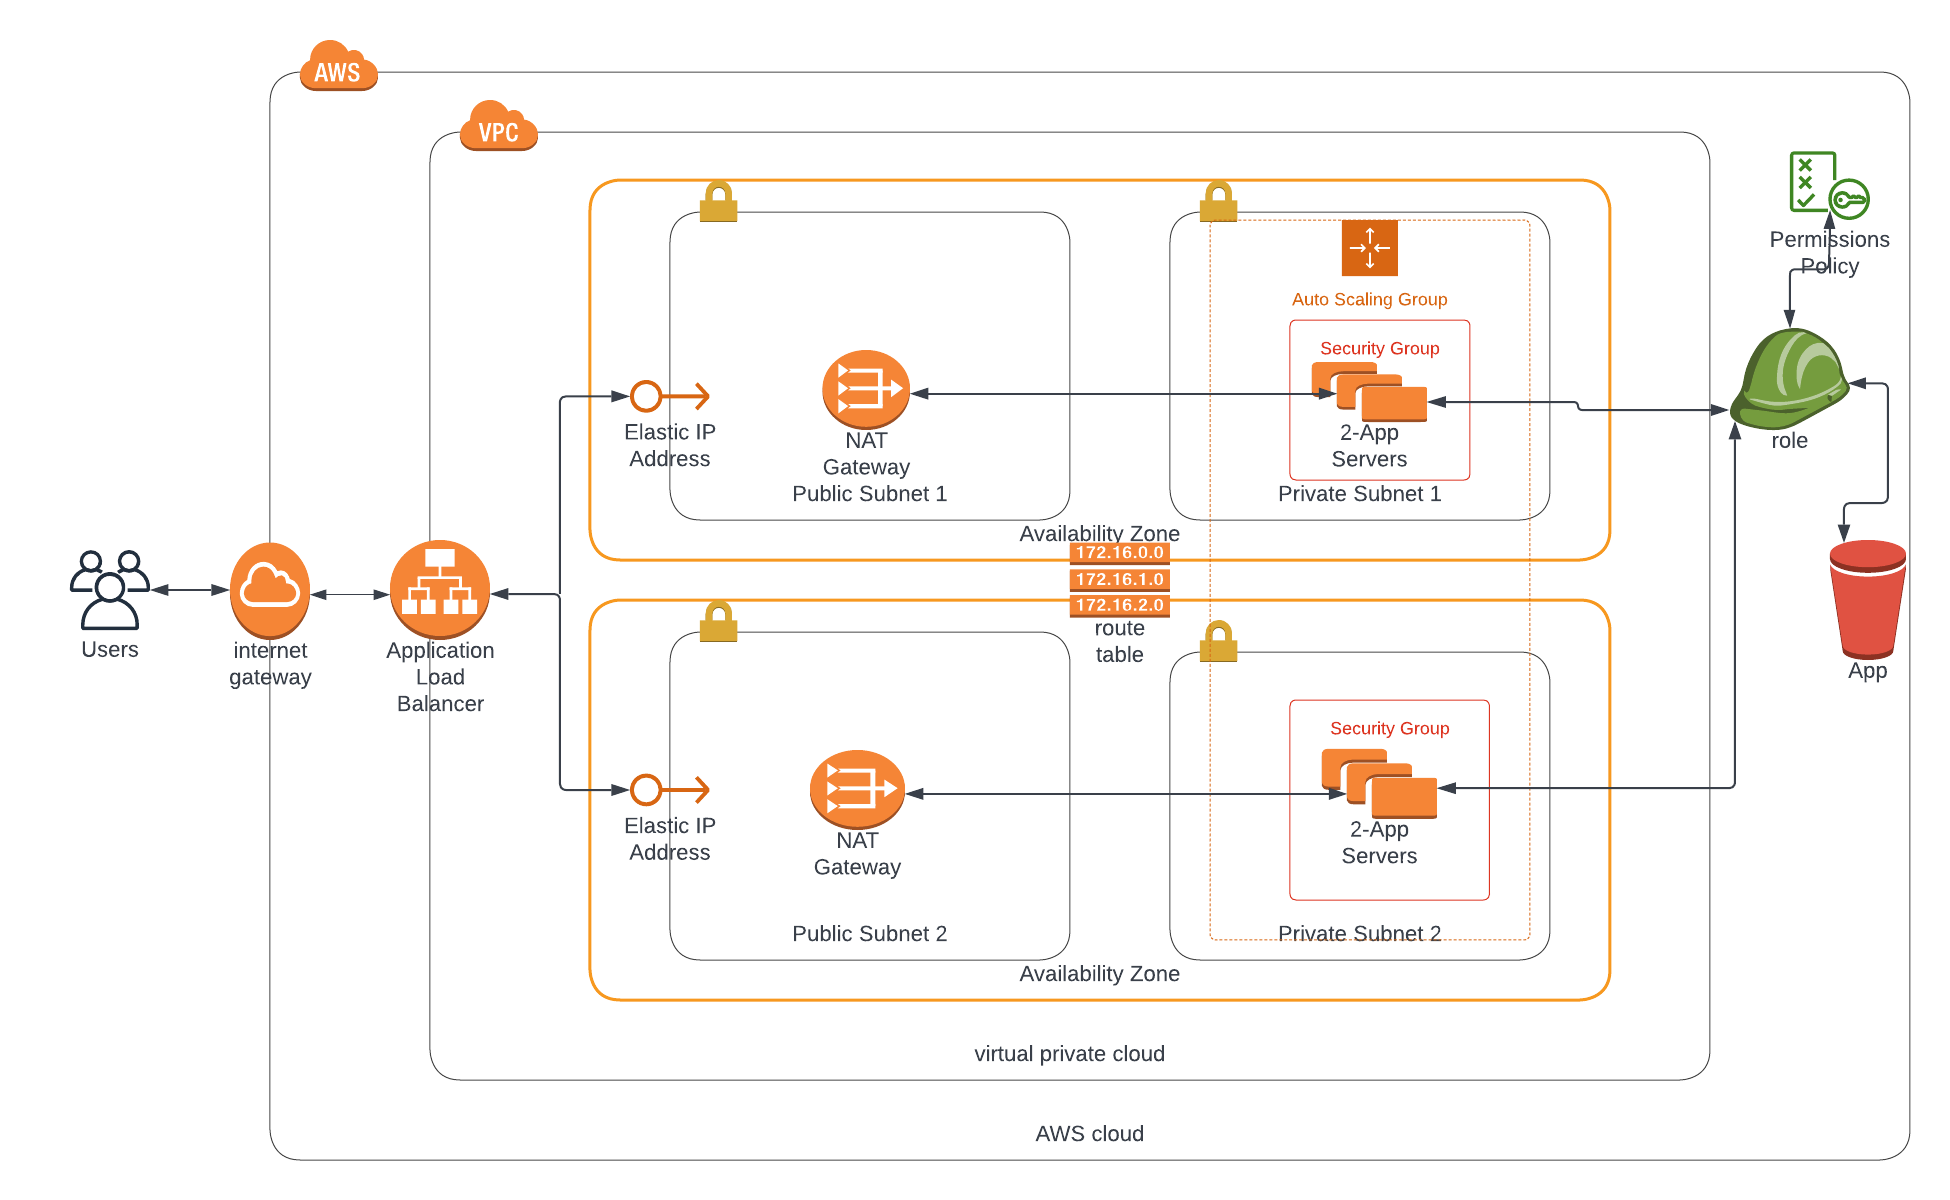 AWS
VPC
Permissions
Policy
Auto Scaling Group
Security Group
Elastic IP
Address
NAT
Gateway
Public Subnet 1
2-App
Servers
Private Subnet 1
role
Availability Zone
172.16.0.0
172.16.1.0
172.16.2.0
route
table
Users
internet
gateway
Application
Load
Balancer
App
Security Group
Elastic IP
Address
NAT
Gateway
2-App
Servers
Public Subnet 2
Private Subnet 2
Availability Zone
virtual private cloud
AWS cloud